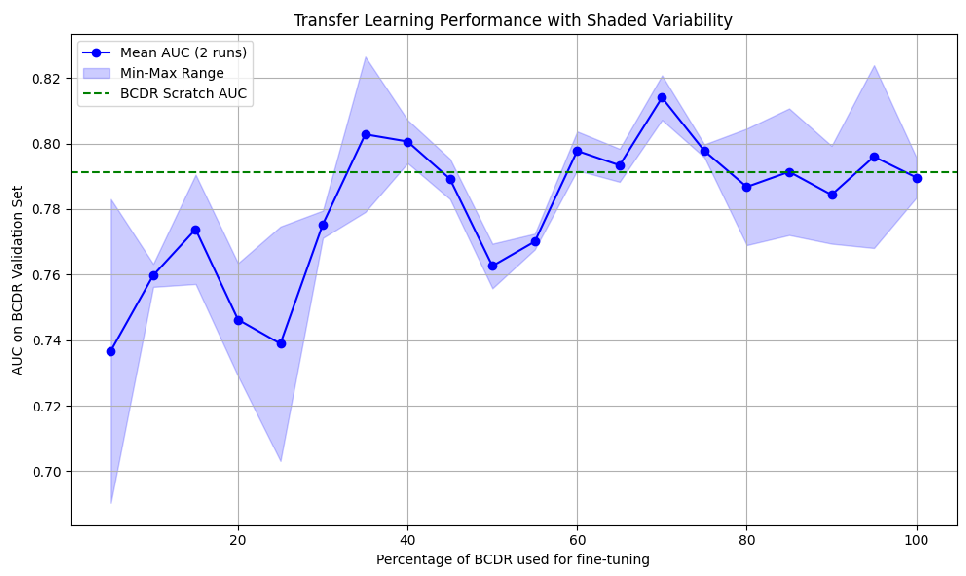 Transfer Learning Performance with Shaded Variability
Mean AUC (2 runs)
Min-Max Range
BCDR Scratch AUC
AUC on BCDR Validation Set
0.82
0.80
0.78
0.76
0.74
0.72
0.70
20
40
60
80
100
Percentage of BCDR used for fine-tuning